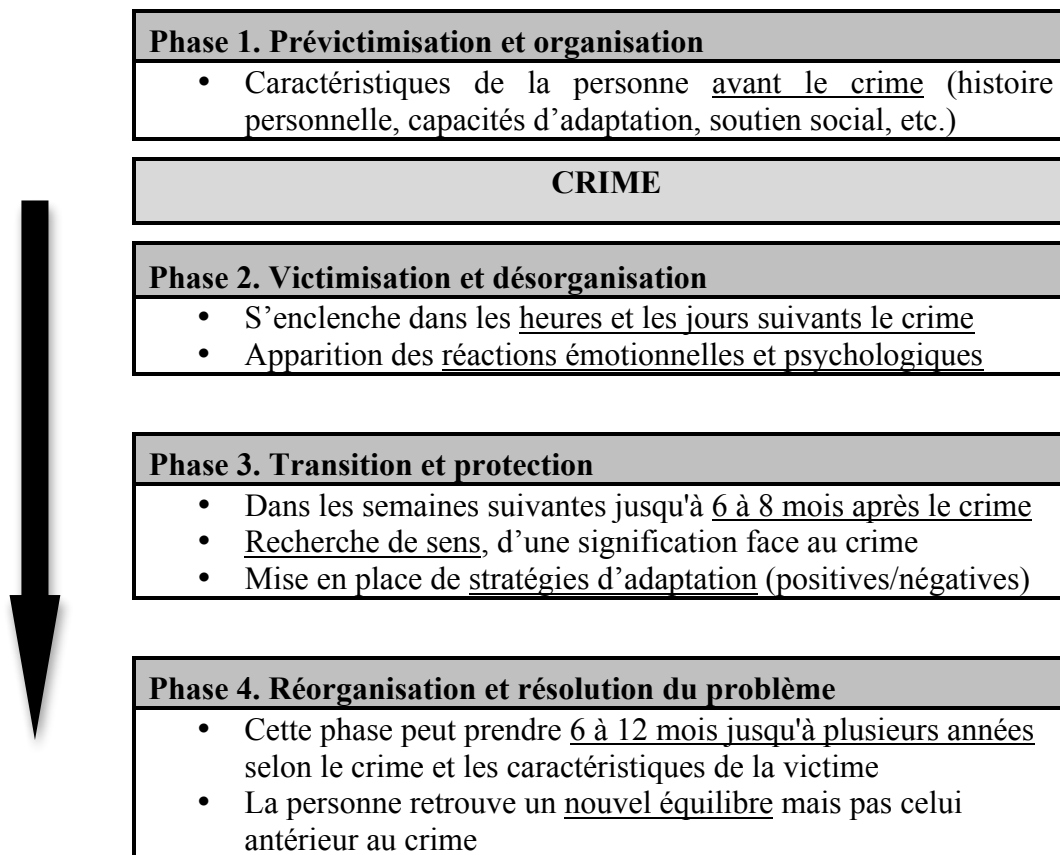 Phase 1. Prévictimisation et organisation
• Caractéristiques de la personne avant le crime (histoire
personnelle, capacités d’adaptation, soutien social, etc.)
CRIME
Phase 2. Victimisation et désorganisation
• S’enclenche dans les heures et les jours suivants le crime
• Apparition des réactions émotionnelles et psychologiques
Phase 3. Transition et protection
• Dans les semaines suivantes jusqu'à 6 à 8 mois après le crime
• Recherche de sens, d’une signification face au crime
• Mise en place de stratégies d’adaptation (positives/négatives)
Phase 4. Réorganisation et résolution du problème
• Cette phase peut prendre 6 à 12 mois jusqu'à plusieurs années
selon le crime et les caractéristiques de la victime
• La personne retrouve un nouvel équilibre mais pas celui
antérieur au crime